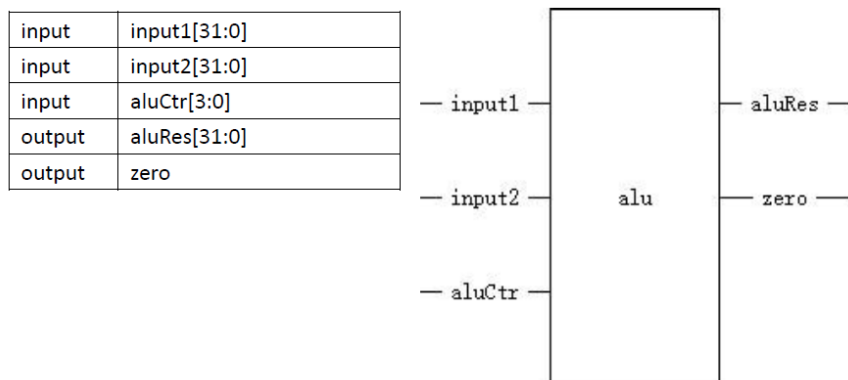 input input1[31:0]
input input2[31:0]
input aluCtr[3:0]
output aluRes[31:0]
output zero
input1
aluRes
input2
alu
zero
aluCtr